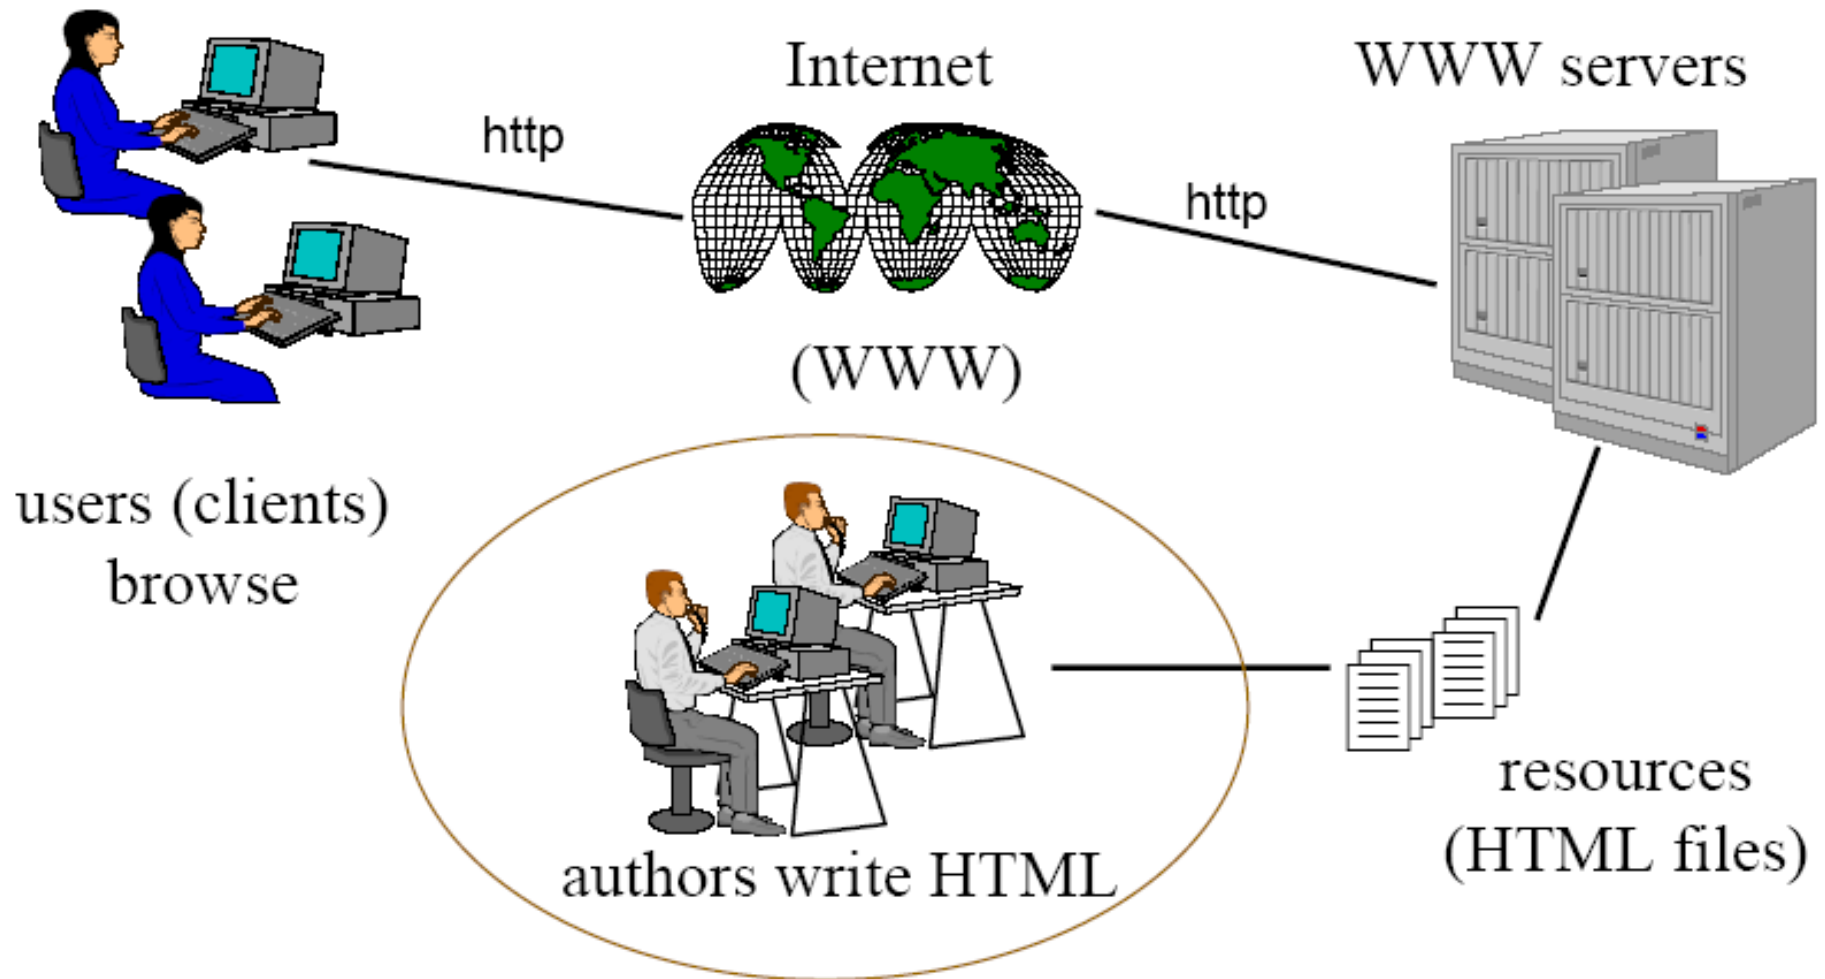 Internet
WWW servers
http
http
(WWW)
users (clients)
browse
authors write HTML
resources
(HTML files)